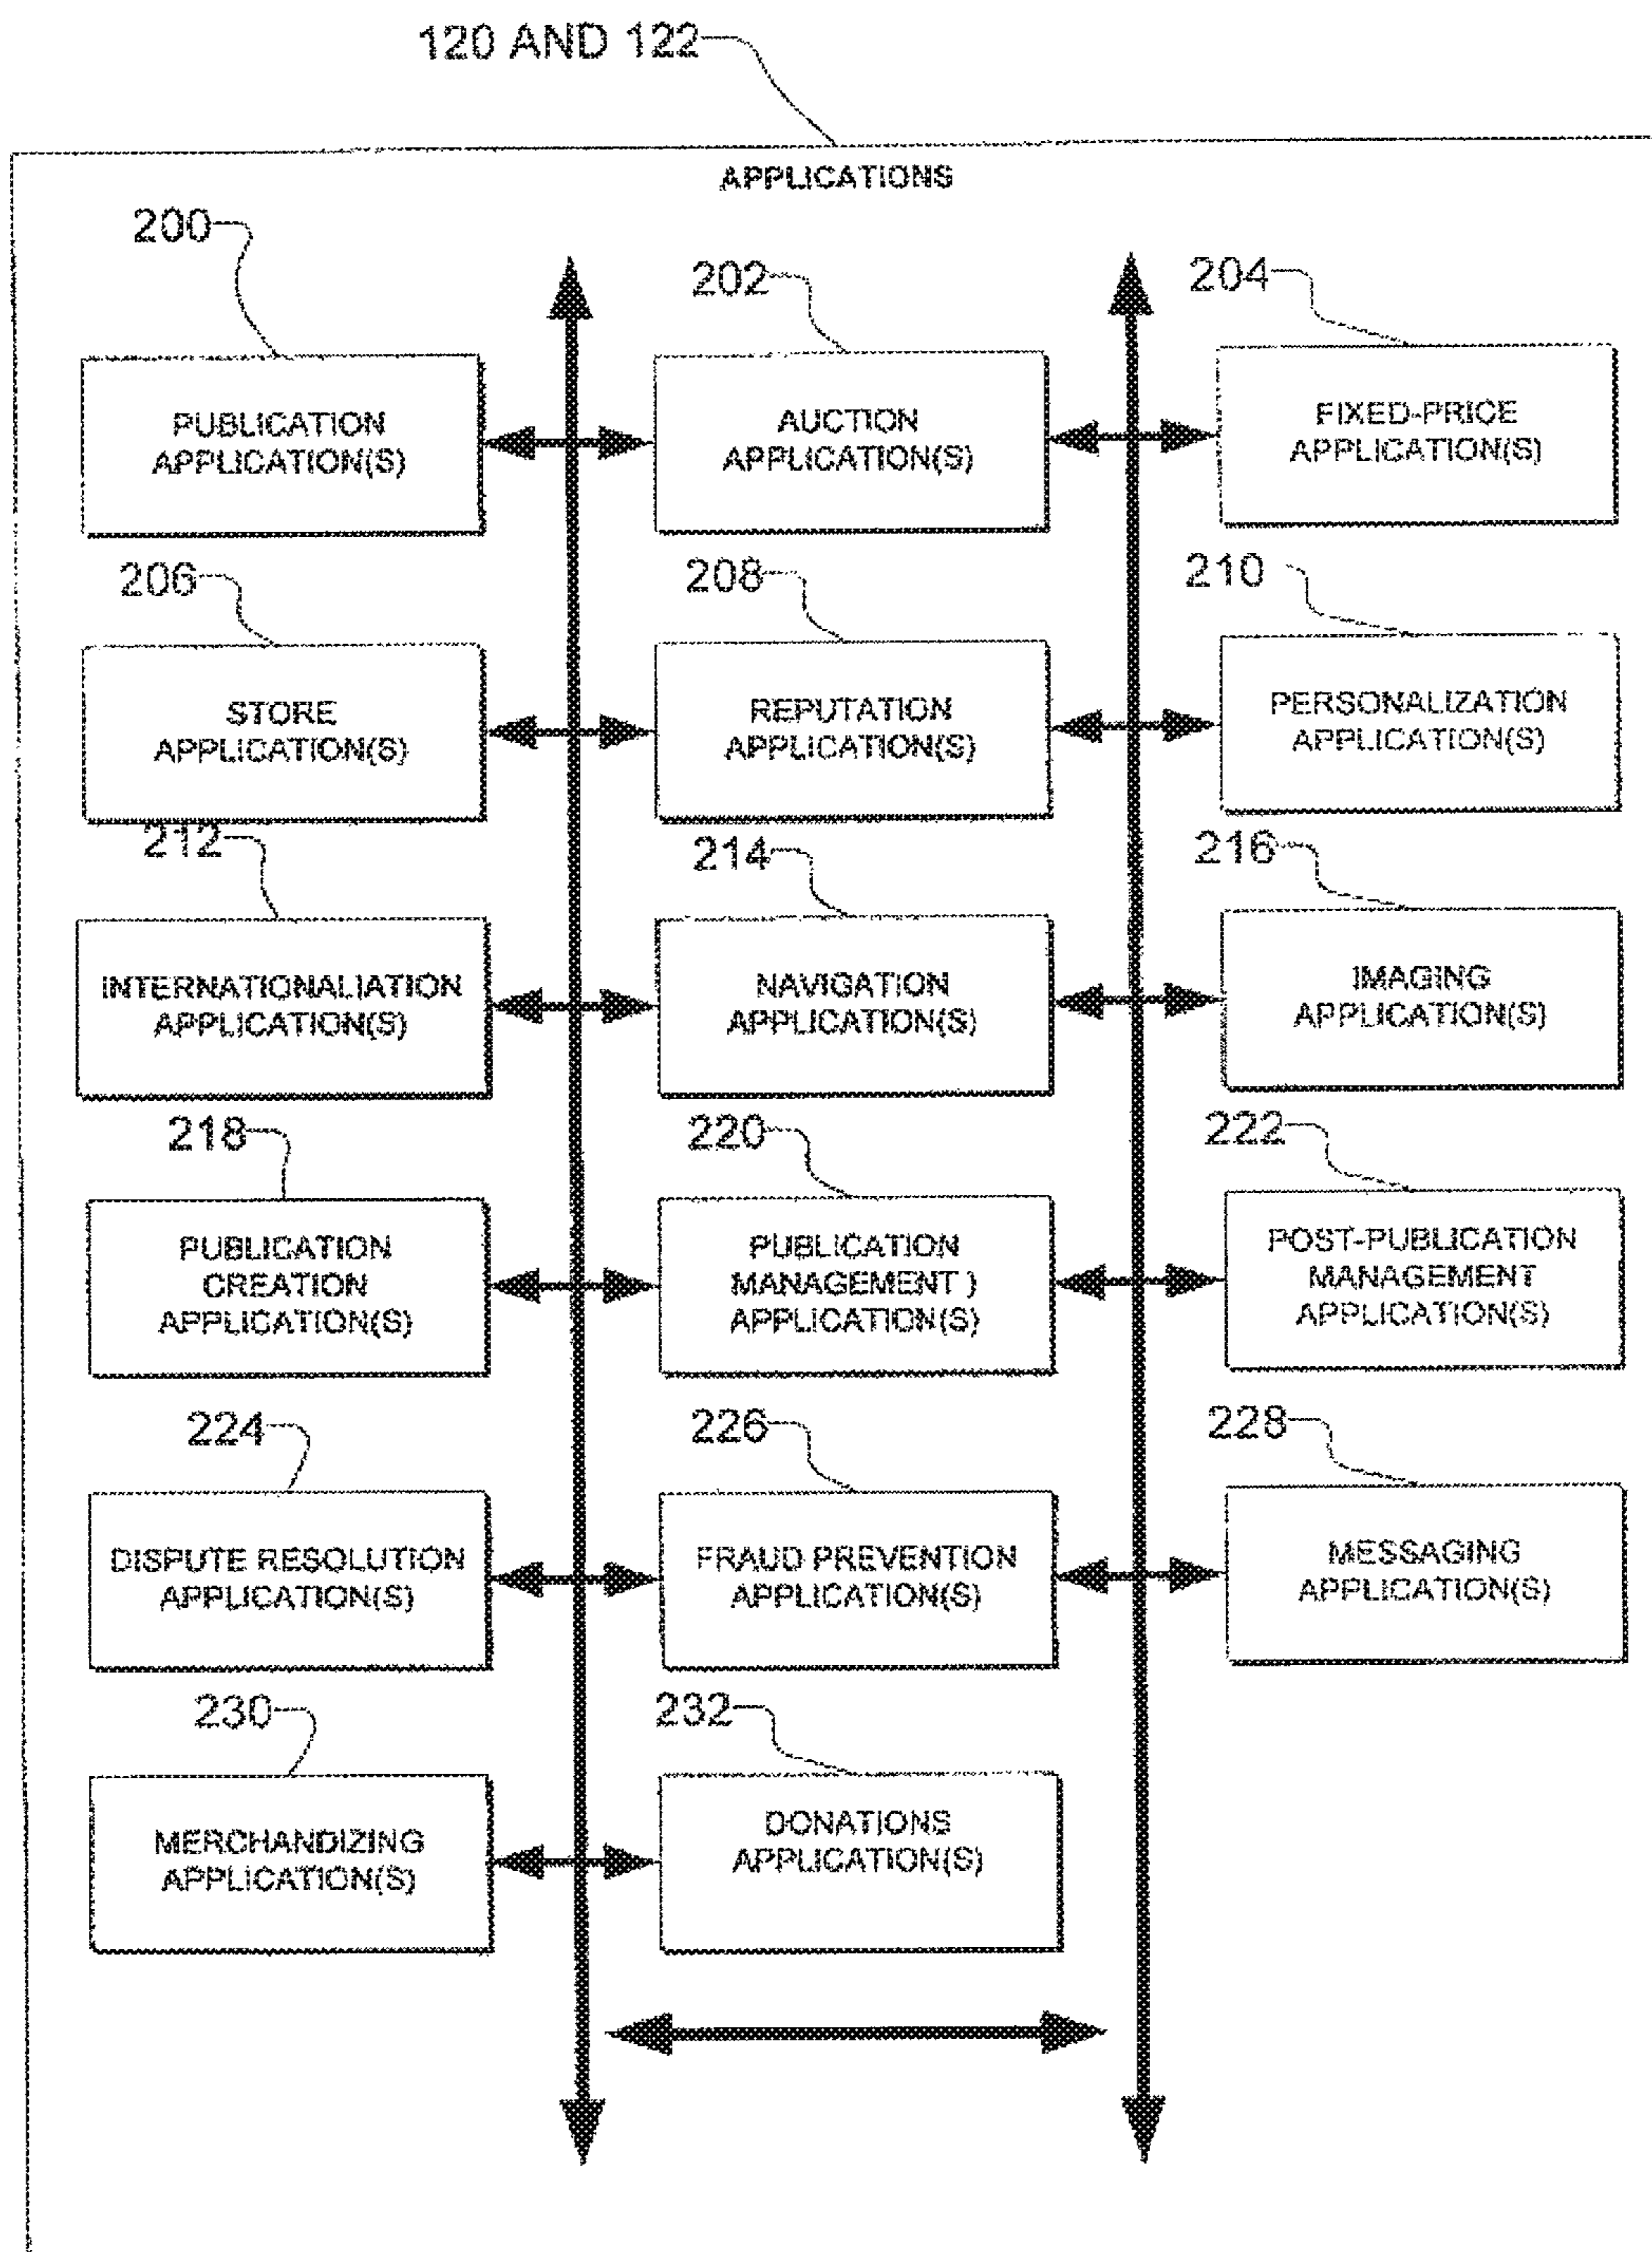 120 AND 122
APPLICATIONS
200
202
204
PUBLICATION
APPLICATION(S)
AUCTION
APPLICATION(S)
FIXED-PRICE
APPLICATION(S)
206
208
210
STORE
APPLICATION(S)
REPUTATION
APPLICATION(S)
PERSONALIZATION
APPLICATION(S)
212
214
216
INTERNATIONALIATION
APPLICATION(S)
NAVIGATION
APPLICATION(S)
IMAGING
APPLICATION(S)
218
220
222
PUBLICATION
CREATION
APPLICATION(S)
PUBLICATION
MANAGEMENT )
APPLICATION(S)
POST-PUBLICATION
MANAGEMENT
APPLICATION(S)
224
226
228
DISPUTE RESOLUTION
APPLICATION(S)
FRAUD PREVENTION
APPLICATION(S)
MESSAGING
APPLICATION(S)
230
232
MERCHANDIZING
APPLICATION(S)
DONATIONS
APPLICATION(S)